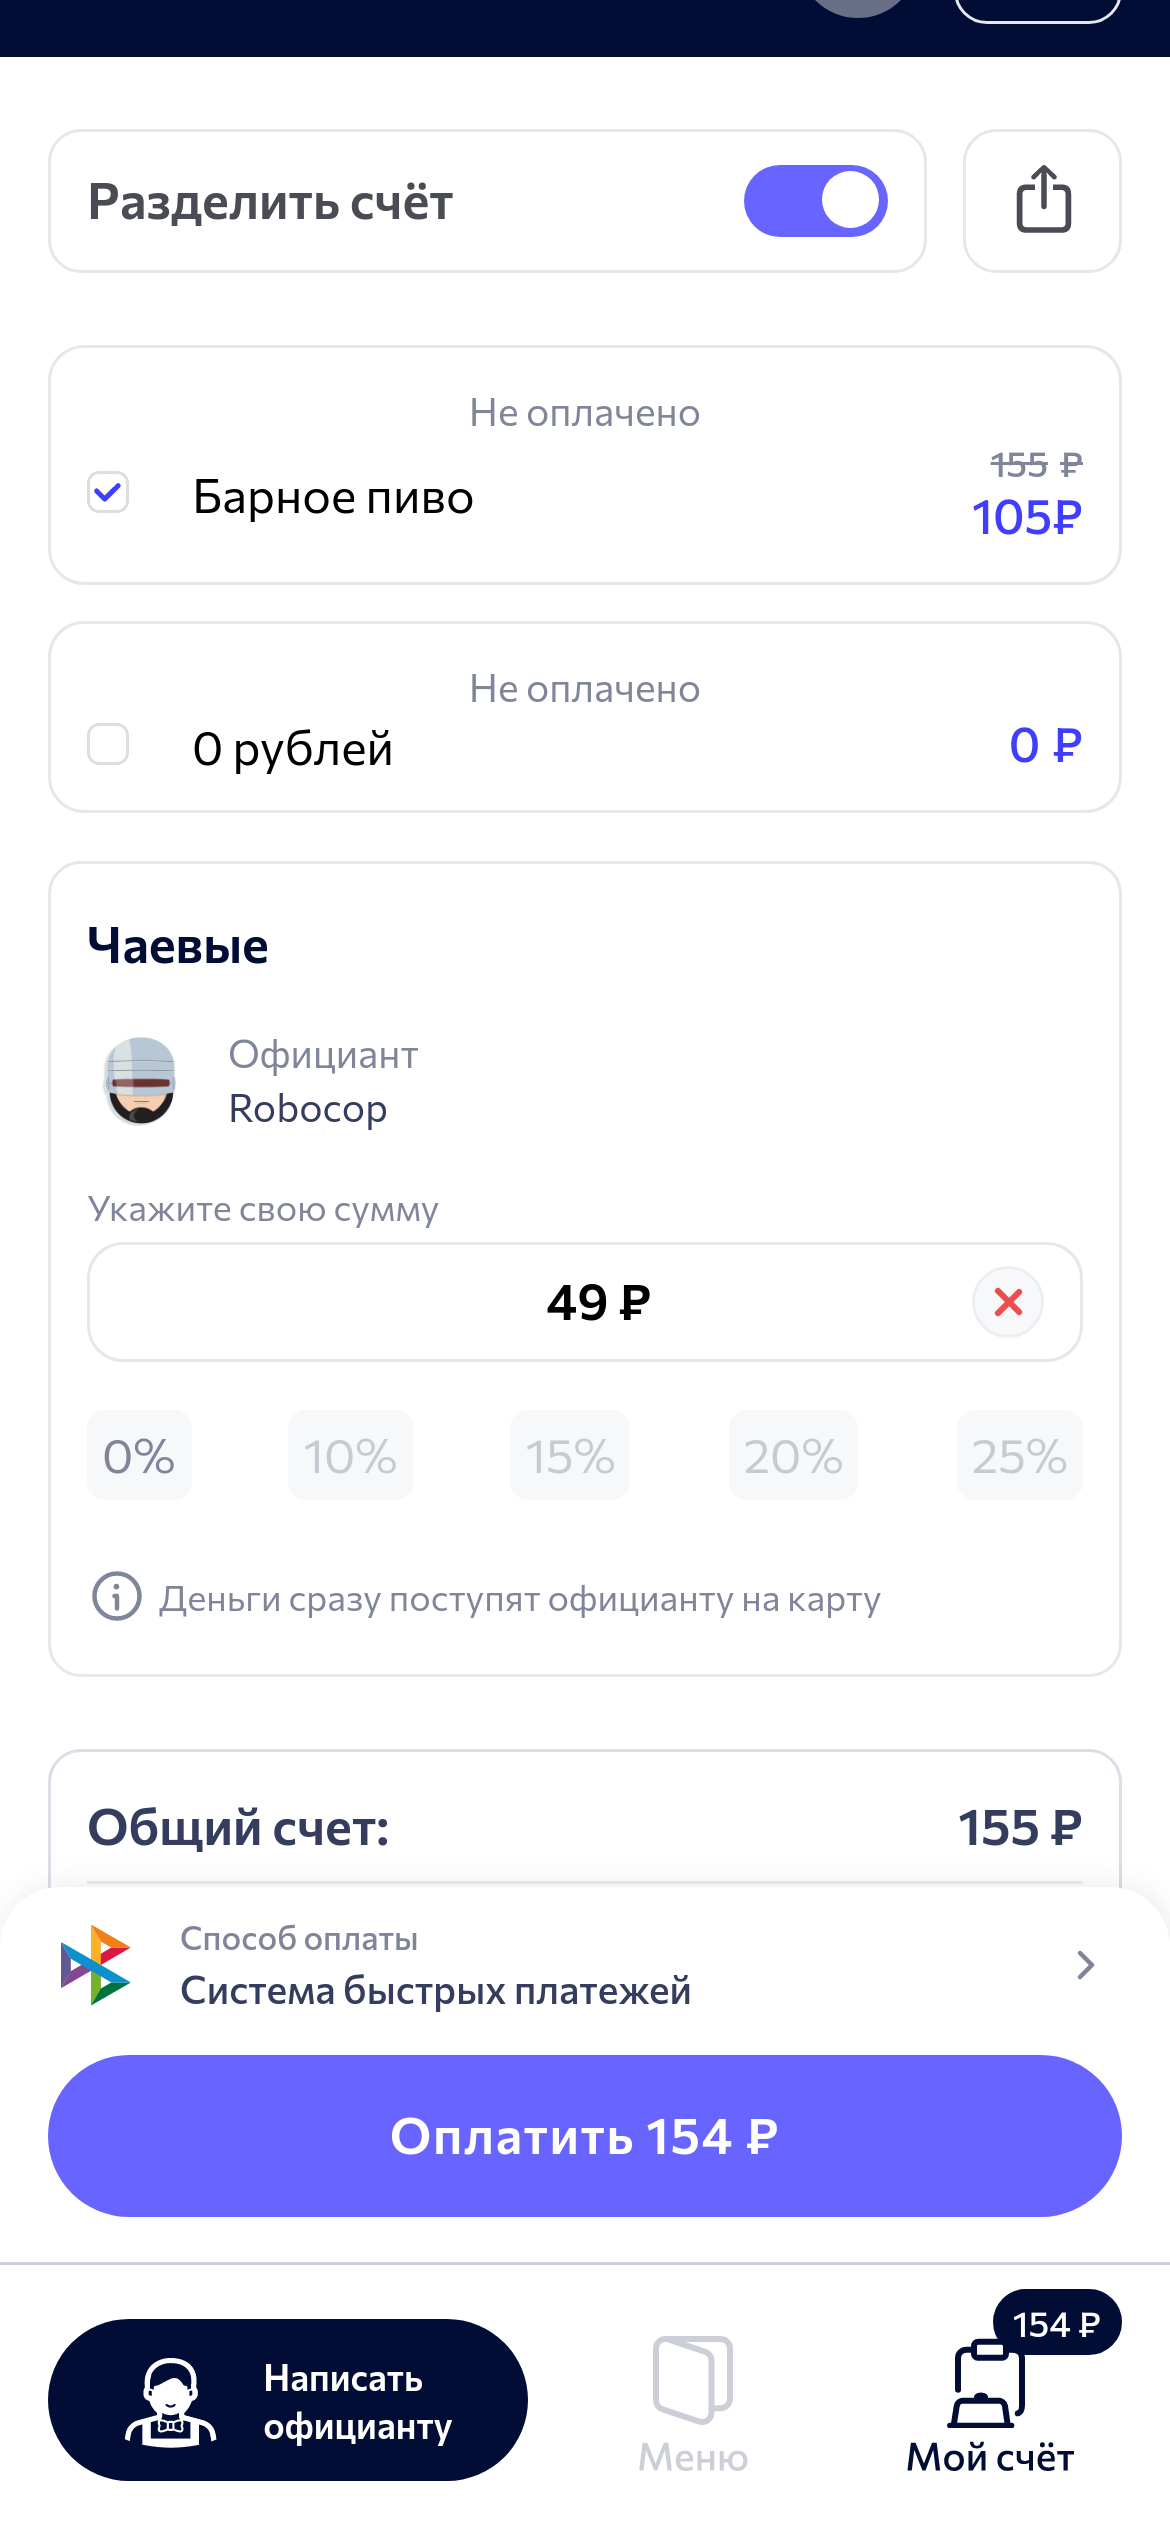 Разделить счёт
Не оплачено
155 ₽
Барное пиво
105₽
Не оплачено
0 рублей
0 ₽
Чаевые
Официант
Robocop
Укажите свою сумму
49 ₽
0% 10% 15% 20% 25%
Деньги сразу поступят официанту на карту
Общий счет: 155 ₽
Способ оплаты
Система быстрых платежей
Оплатить 154 ₽
154 ₽
Написать
официанту
Меню
Мой счёт